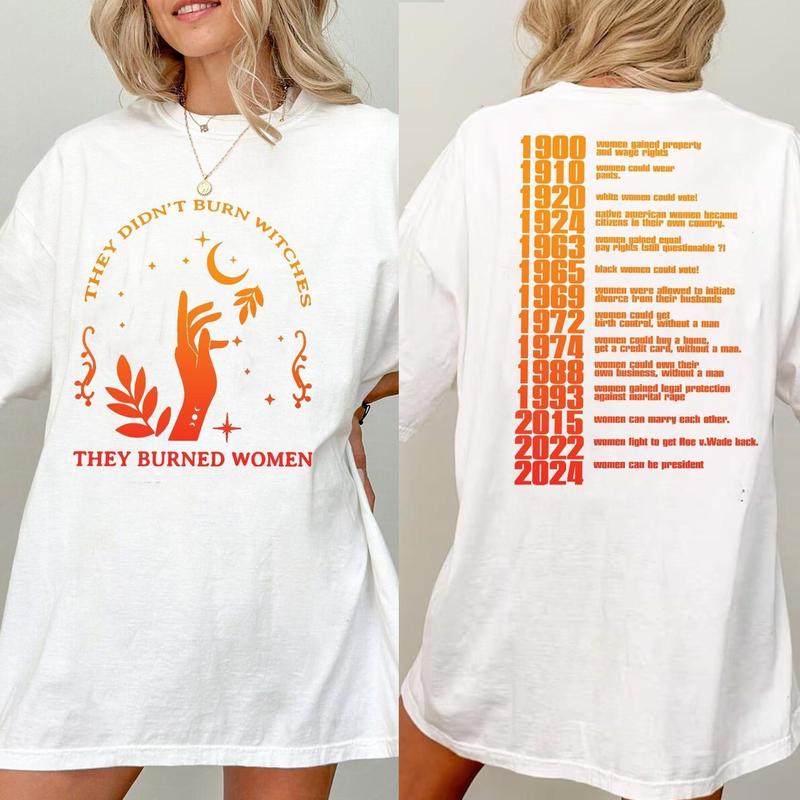 THEY DIDN'T BURN WITCHES
THEY BURNED WOMEN
1900 women gained property
and wage rights
1910 women could wear
pants.
1920 white women could vote!
1924 native american women became
citizens in their own country.
1963 women gained equal
pay rights (still questionable ?)
1965 black women could vote!
1969 women were allowed to initiate
divorce from their husbands
1972 women could get
birth control, without a man
1974 women could buy a home,
get a credit card, without a man.
1988 women could own their
own business, without a man
1993 women gained legal protection
against marital rape
2015 women can marry each other.
2022 women fight to get Roe v.Wade back.
2024 women can be president